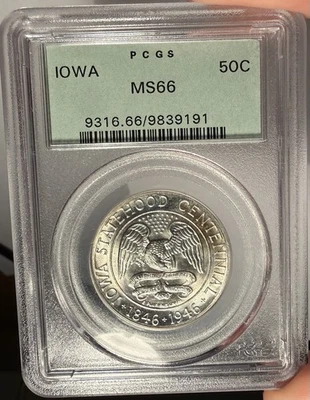 PCGS
IOWA 50C
MS66
9316.66/9839191
IOWA STATEHOOD CENTENNIAL
★ 1846 ★ 1946 ★